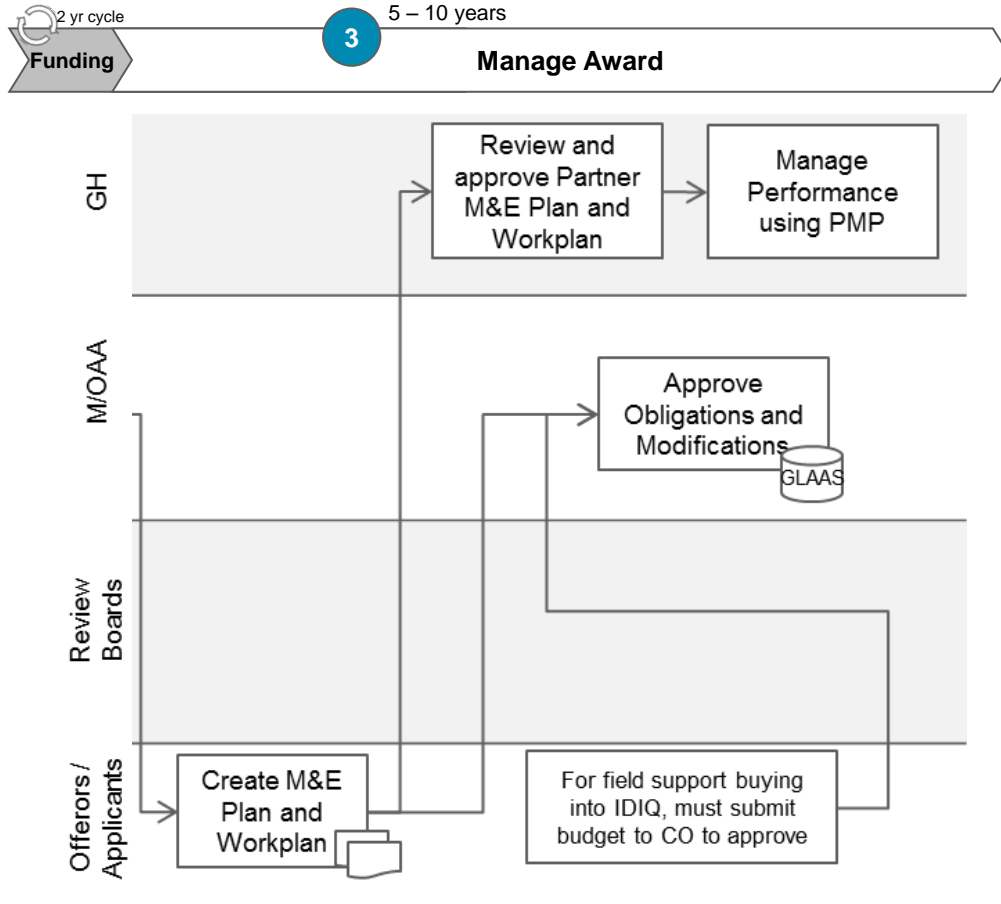 2 yr cycle
5 – 10 years
3
Funding
Manage Award
GH
Review and
approve Partner
M&E Plan and
Workplan
Manage
Performance
using PMP
M/OAA
Approve
Obligations and
Modifications
GLAAS
Review
Boards
Offerors /
Applicants
Create M&E
Plan and
Workplan
For field support buying
into IDIQ, must submit
budget to CO to approve